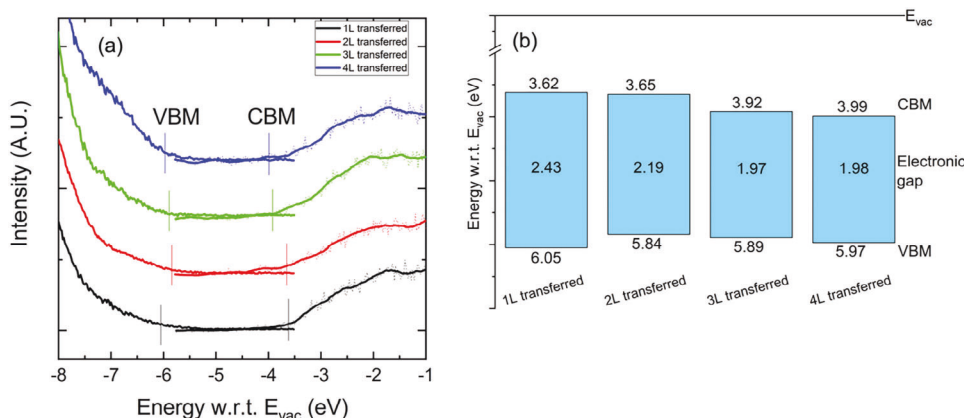 (a)
1L transferred
2L transferred
3L transferred
4L transferred
VBM CBM
Intensity (A.U.)
-8 -7 -6 -5 -4 -3 -2 -1
Energy w.r.t. Evac (eV)
(b)
Evac
Energy w.r.t. Evac (eV)
3.62 3.65 3.92 3.99 CBM
2.43 2.19 1.97 1.98 Electronic
gap
6.05 5.84 5.89 5.97 VBM
1L transferred 2L transferred 3L transferred 4L transferred